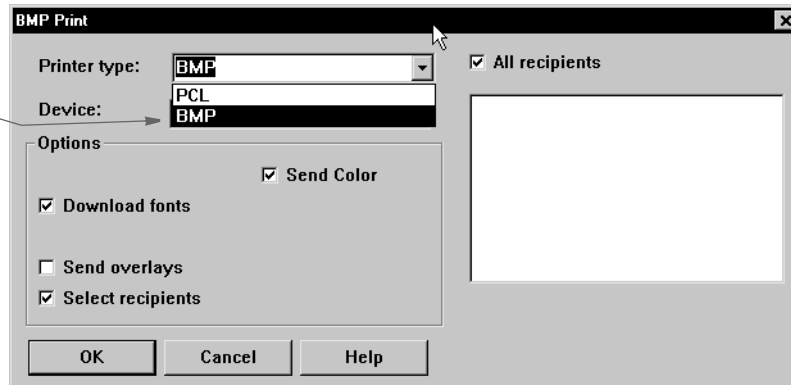 BMP Print
Printer type: BMP
PCL
BMP
Device:
All recipients
Options
Send Color
Download fonts
Send overlays
Select recipients
OK Cancel Help